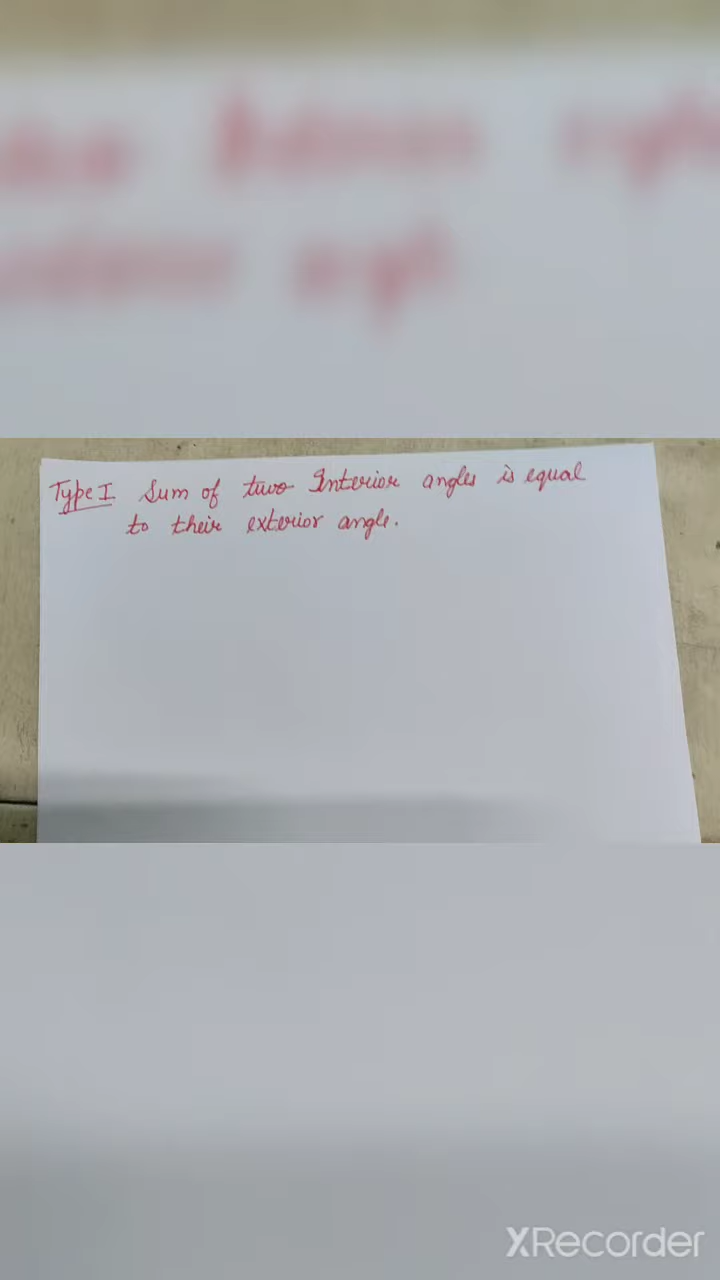 Type I Sum of two Interior angles is equal
to their exterior angle.
XRecorder